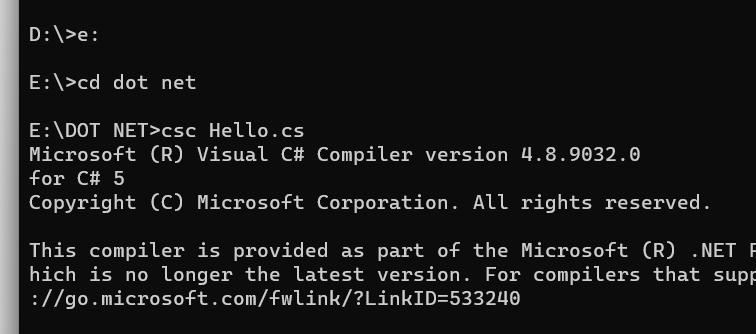 D:\>e:
E:\>cd dot net
E:\DOT NET>csc Hello.cs
Microsoft (R) Visual C# Compiler version 4.8.9032.0
for C# 5
Copyright (C) Microsoft Corporation. All rights reserved.
This compiler is provided as part of the Microsoft (R) .NET
hich is no longer the latest version. For compilers that supp
://go.microsoft.com/fwlink/?LinkID=533240